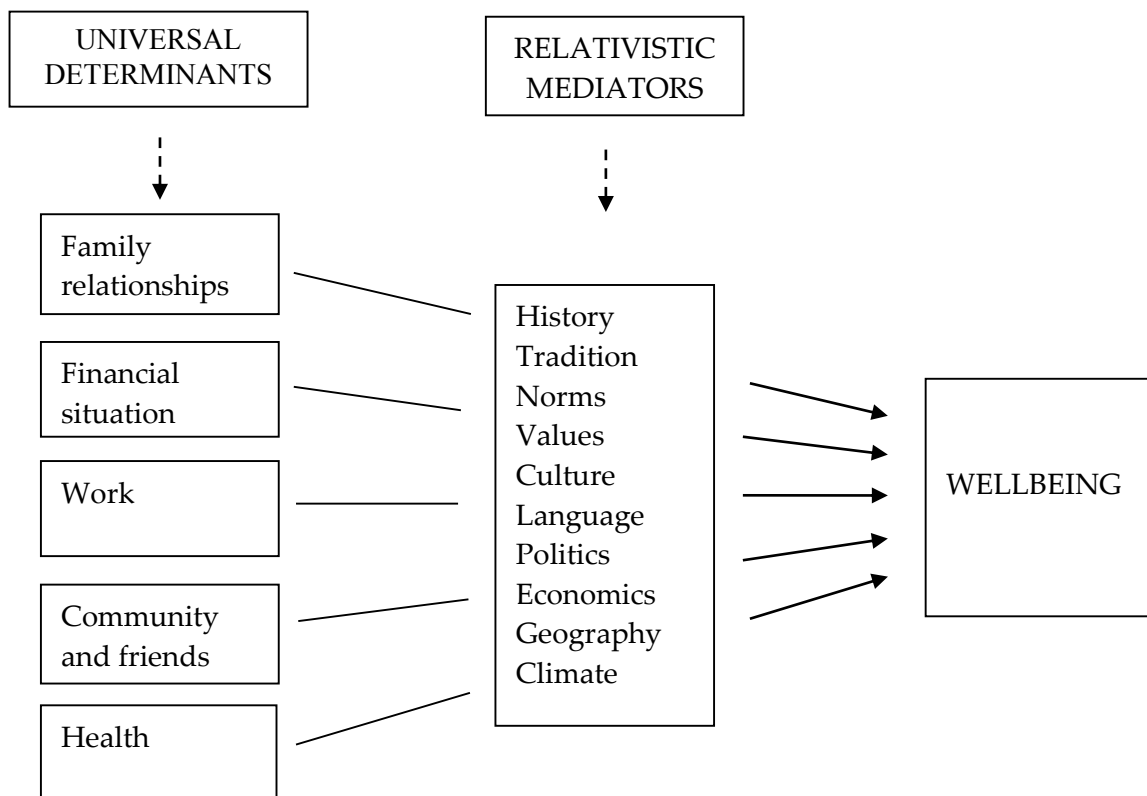 UNIVERSAL
DETERMINANTS
RELATIVISTIC
MEDIATORS
Family
relationships
Financial
situation
Work
Community
and friends
Health
History
Tradition
Norms
Values
Culture
Language
Politics
Economics
Geography
Climate
WELLBEING